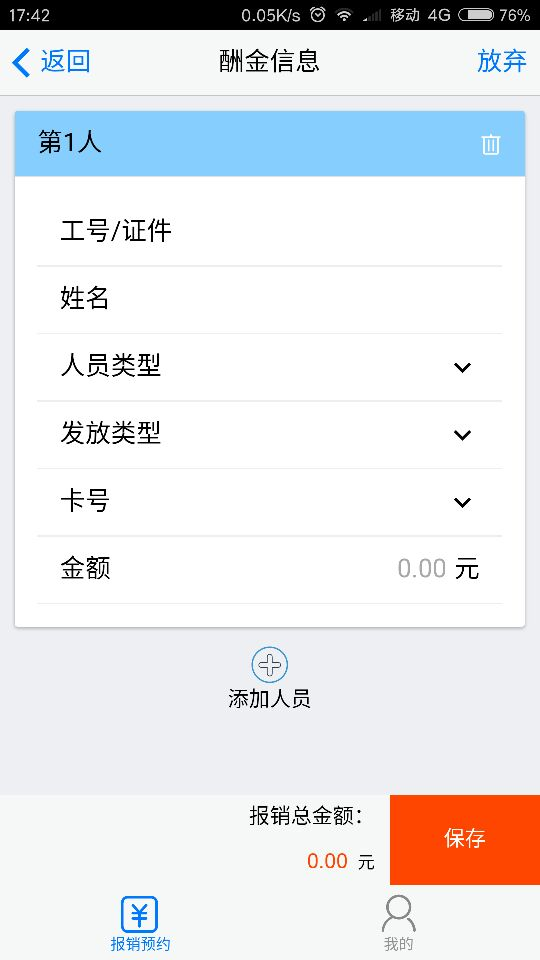 17:42 0.05K/s 移动 4G 76%
返回 酬金信息 放弃
第1人
工号/证件
姓名
人员类型
发放类型
卡号
金额 0.00 元
添加人员
报销总金额：
保存
0.00 元
报销预约 我的